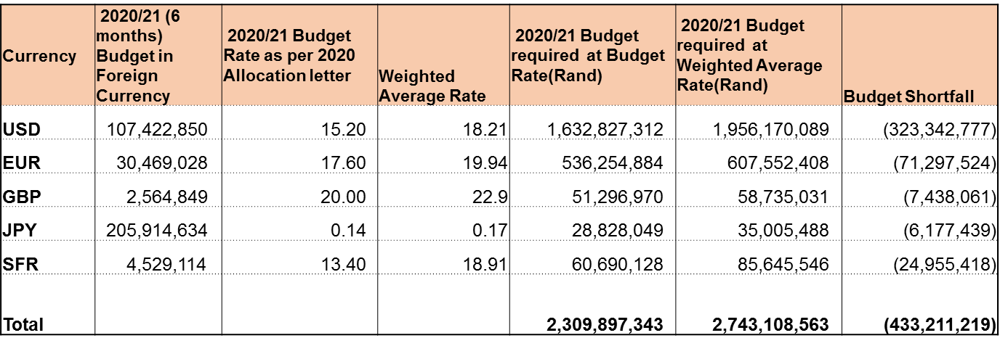 Currency
2020/21 (6
months)
Budget in
Foreign
Currency
2020/21 Budget
Rate as per 2020
Allocation letter
Weighted
Average Rate
2020/21 Budget
required at Budget
Rate(Rand)
2020/21 Budget
required at
Weighted Average
Rate(Rand)
Budget Shortfall
USD 107,422,850 15.20 18.21 1,632,827,312 1,956,170,089 (323,342,777)
EUR 30,469,028 17.60 19.94 536,254,884 607,552,408 (71,297,524)
GBP 2,564,849 20.00 22.9 51,296,970 58,735,031 (7,438,061)
JPY 205,914,634 0.14 0.17 28,828,049 35,005,488 (6,177,439)
SFR 4,529,114 13.40 18.91 60,690,128 85,645,546 (24,955,418)
Total 2,309,897,343 2,743,108,563 (433,211,219)